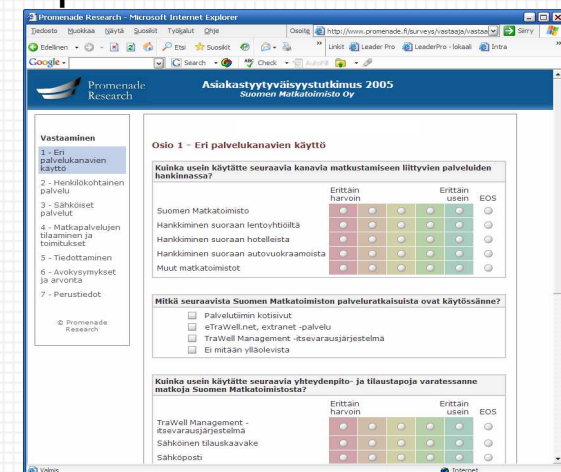 Promenade Research - Microsoft Internet Explorer
Tiedosto Muokkaa Näytä Suosikit Työkalut Ohje
Osoite http://www.promenade.fi/surveys/vastaaja/vastaa Siirry
Edellinen Etsi Suosikit Linkit Leader Pro LeaderPro - lokaali Intra
Google Search Check AutoFill
Promenade
Research
Asiakastyytyväisyystutkimus 2005
Suomen Matkatoimisto Oy
Vastaaminen
1 - Eri
palvelukanavien
käyttö
2 - Henkilökohtainen
palvelu
3 - Sähköiset
palvelut
4 - Matkapalvelujen
tilaaminen ja
toimitukset
5 - Tiedottaminen
6 - Avokysymykset
ja arvonta
7 - Perustiedot
© Promenade
Research
Osio 1 - Eri palvelukanavien käyttö
Kuinka usein käytätte seuraavia kanavia matkustamiseen liittyvien palveluiden
hankinnassa?
Erittäin
harvoin
Erittäin
usein
EOS
Suomen Matkatoimisto
Hankkiminen suoraan lentoyhtiöiltä
Hankkiminen suoraan hotelleista
Hankkiminen suoraan autovuokraamoista
Muut matkatoimistot
Mitkä seuraavista Suomen Matkatoimiston palveluratkaisuista ovat käytössänne?
Palvelutiimin kotisivut
eTraWell.net, extranet -palvelu
TraWell Management -itsevarausjärjestelmä
Ei mitään ylläolevista
Kuinka usein käytätte seuraavia yhteydenpito- ja tilaustapoja varatessanne
matkoja Suomen Matkatoimistosta?
Erittäin
harvoin
Erittäin
usein
EOS
TraWell Management -
itsevarausjärjestelmä
Sähköinen tilauskaavake
Sähköposti
Valmis
Internet